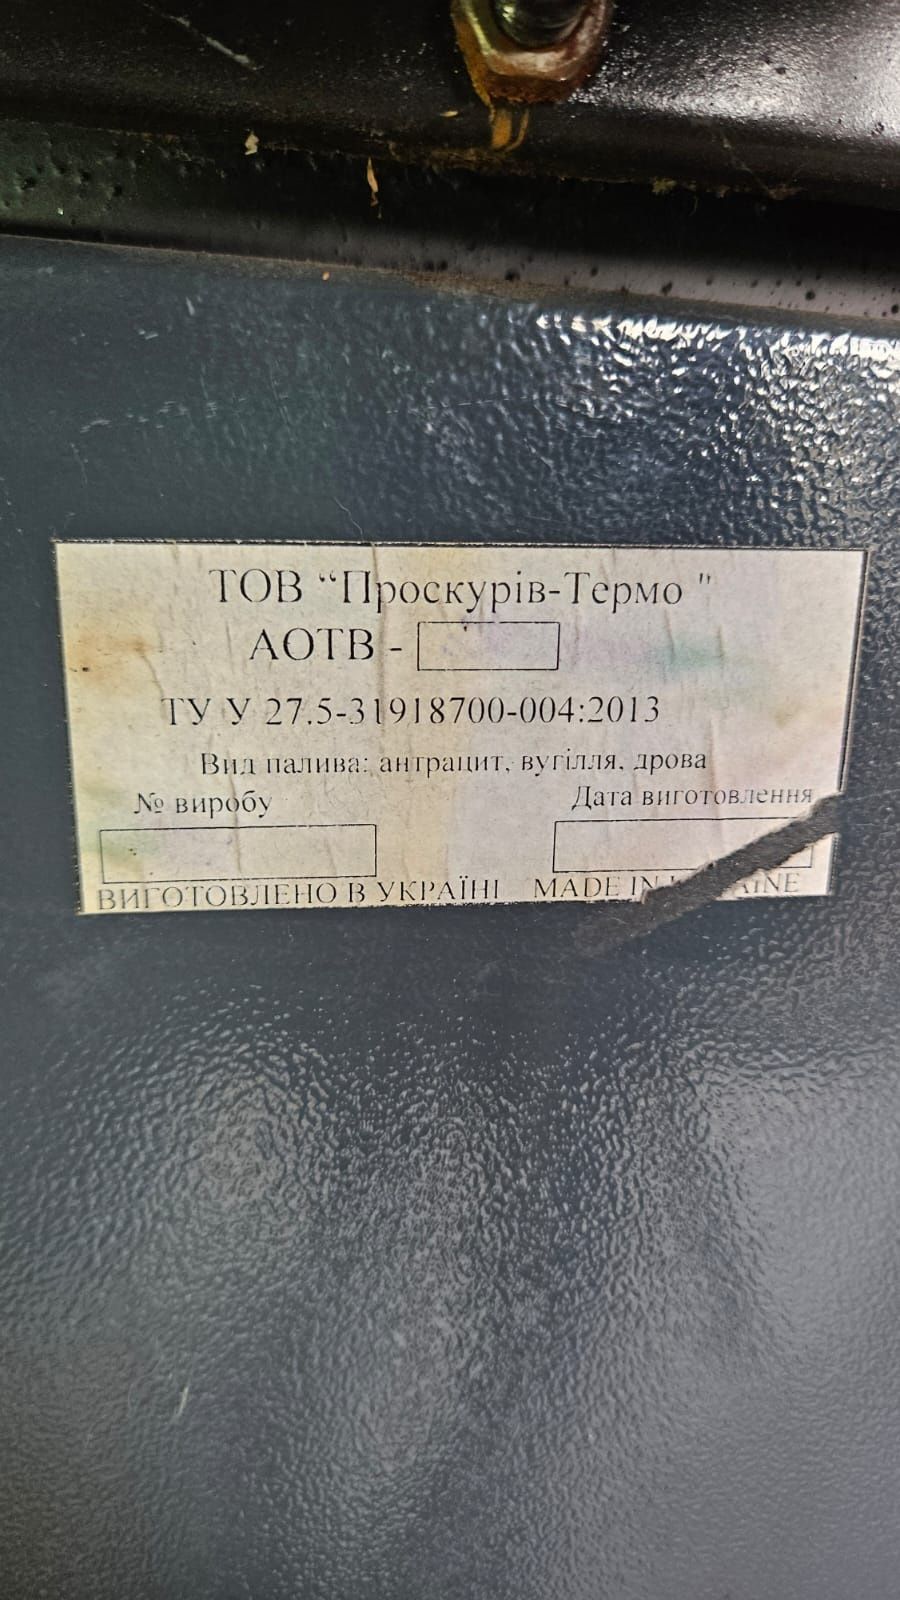 ТОВ “Проскурів-Термо "
АОТВ -
ТУ У 27.5-31918700-004:2013
Вид палива: антрацит, вугілля, дрова
№ виробу Дата виготовлення
ВИГОТОВЛЕНО В УКРАЇНІ MADE IN